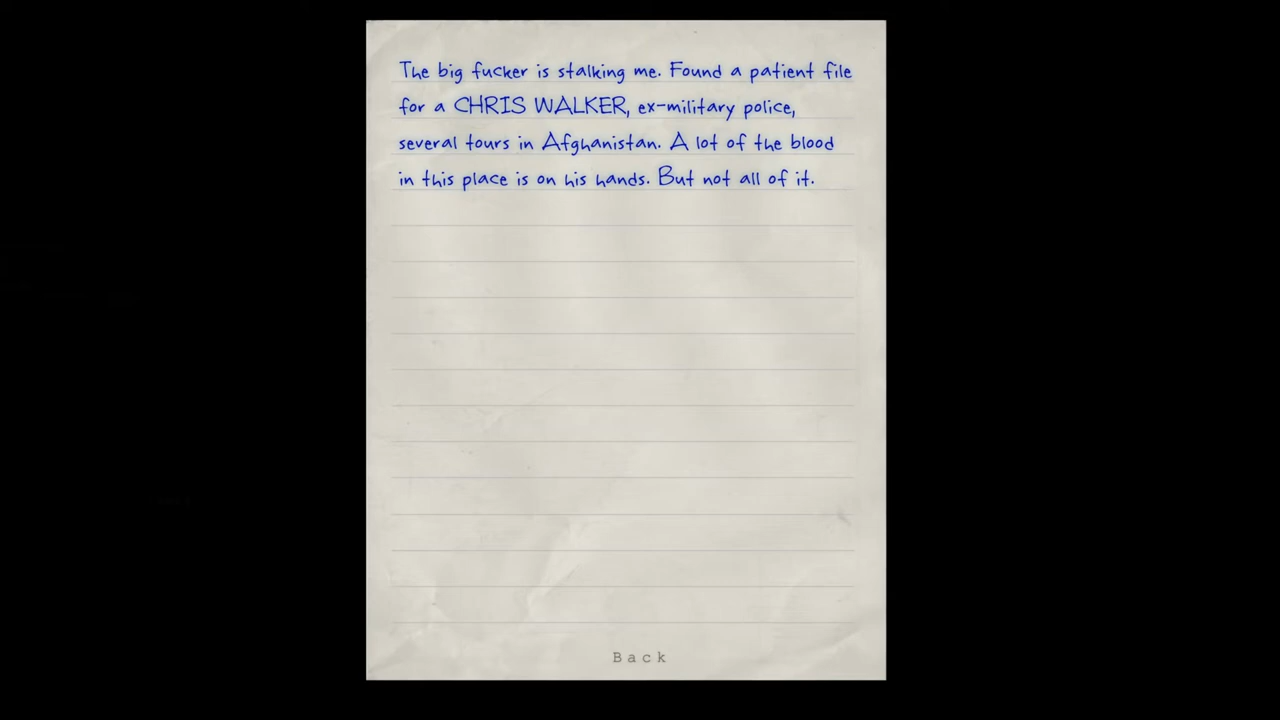 The big fucker is stalking me. Found a patient file
for a CHRIS WALKER, ex-military police,
several tours in Afghanistan. A lot of the blood
in this place is on his hands. But not all of it.
Back